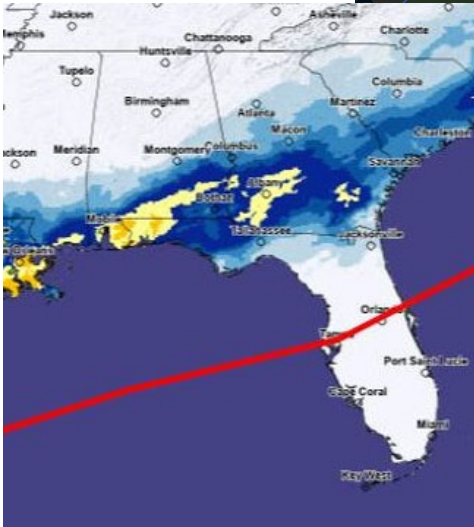 Jackson
Asheville
Memphis
Chattanooga
Charlotte
Huntsville
Tupelo
Columbia
Birmingham
Atlanta
Martinez
Macon
Charleston
Jackson
Meridian
Montgomery
Columbus
Savannah
Albany
Dothan
Mobile
Tallahassee
Jacksonville
New Orleans
Orlando
Tampa
Port Saint Lucie
Cape Coral
Miami
Key West